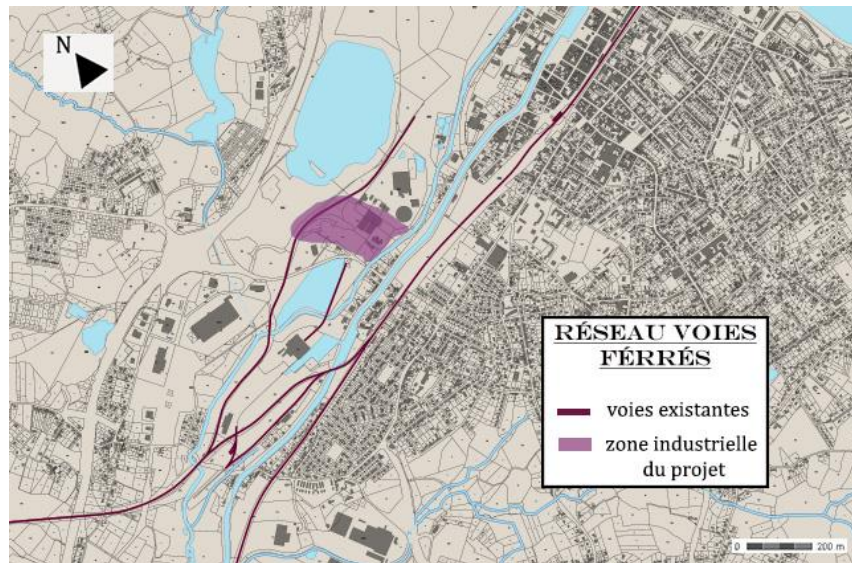 N
RÉSEAU VOIES
FÉRRÉS
voies existantes
zone industrielle
du projet
0 200 m